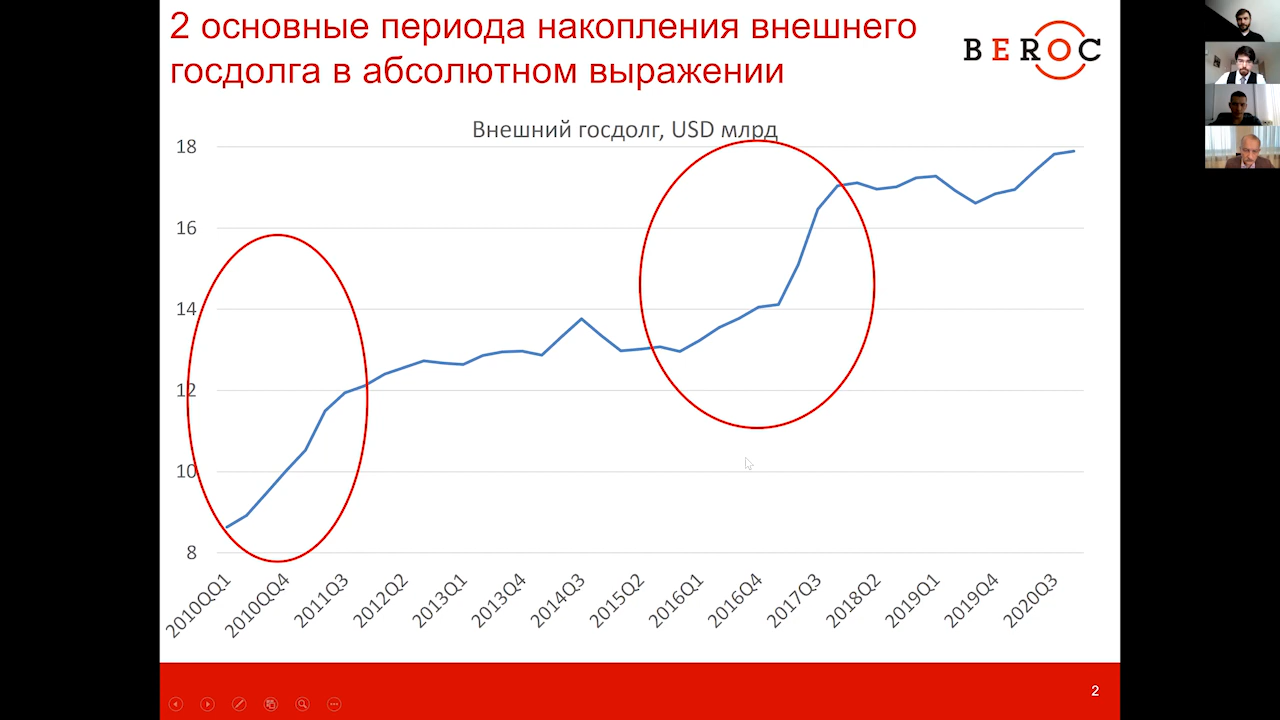 2 основные периода накопления внешнего
госдолга в абсолютном выражении
BEROC
Внешний госдолг, USD млрд
18
16
14
12
10
8
2010QQ1
2010QQ4
2011Q3
2012Q2
2013Q1
2013Q4
2014Q3
2015Q2
2016Q1
2016Q4
2017Q3
2018Q2
2019Q1
2019Q4
2020Q3
2